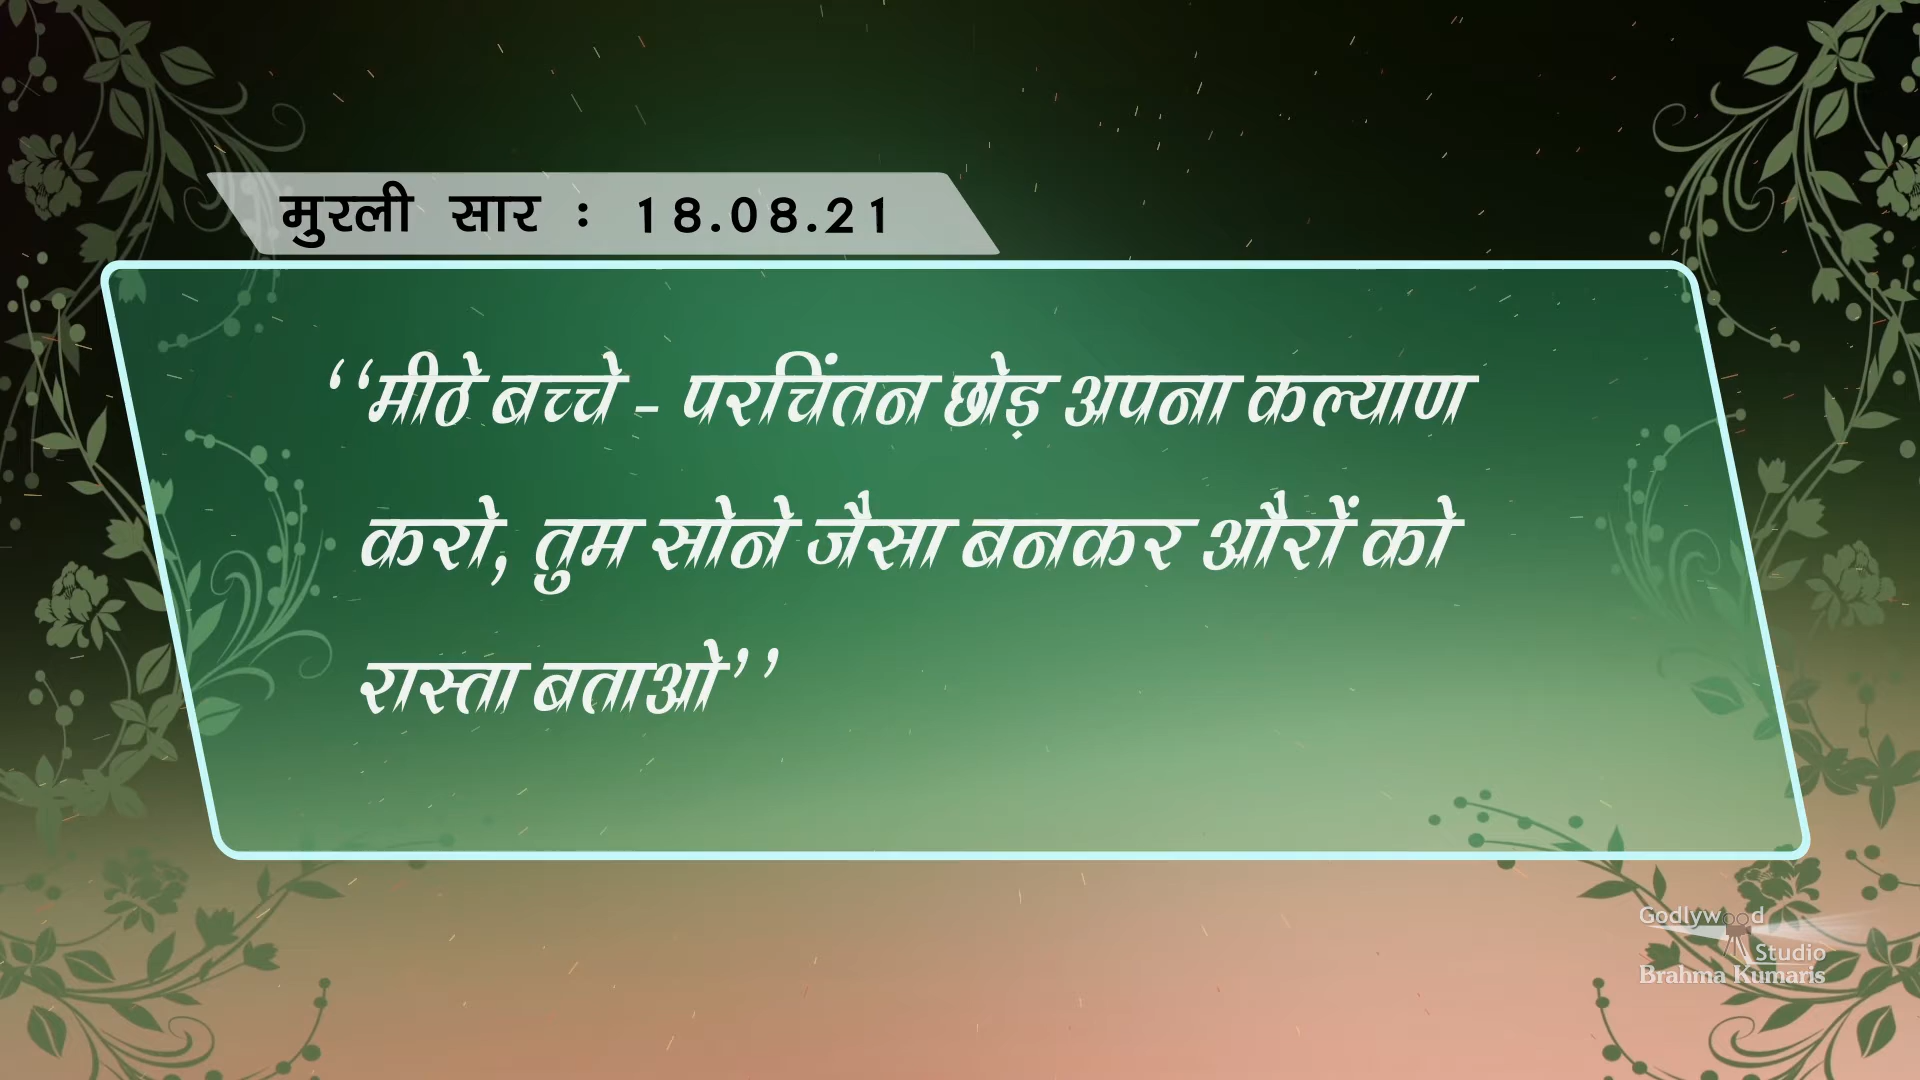 मुरली सार : 18.08.21
‘‘मीठे बच्चे - परचिंतन छोड़ अपना कल्याण
करो, तुम सोने जैसा बनकर औरों को
रास्ता बताओ’’
Godlywood
Studio
Brahma Kumaris